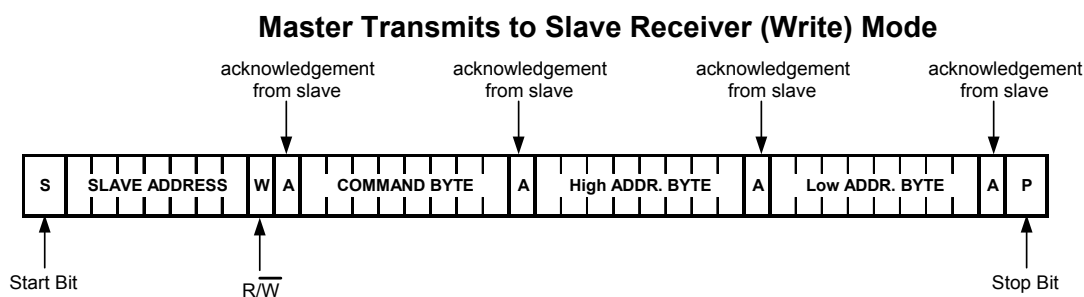 Master Transmits to Slave Receiver (Write) Mode
acknowledgement from slave
acknowledgement from slave
acknowledgement from slave
acknowledgement from slave
S SLAVE ADDRESS W A COMMAND BYTE A High ADDR. BYTE A Low ADDR. BYTE A P
Start Bit
R/W̅
Stop Bit